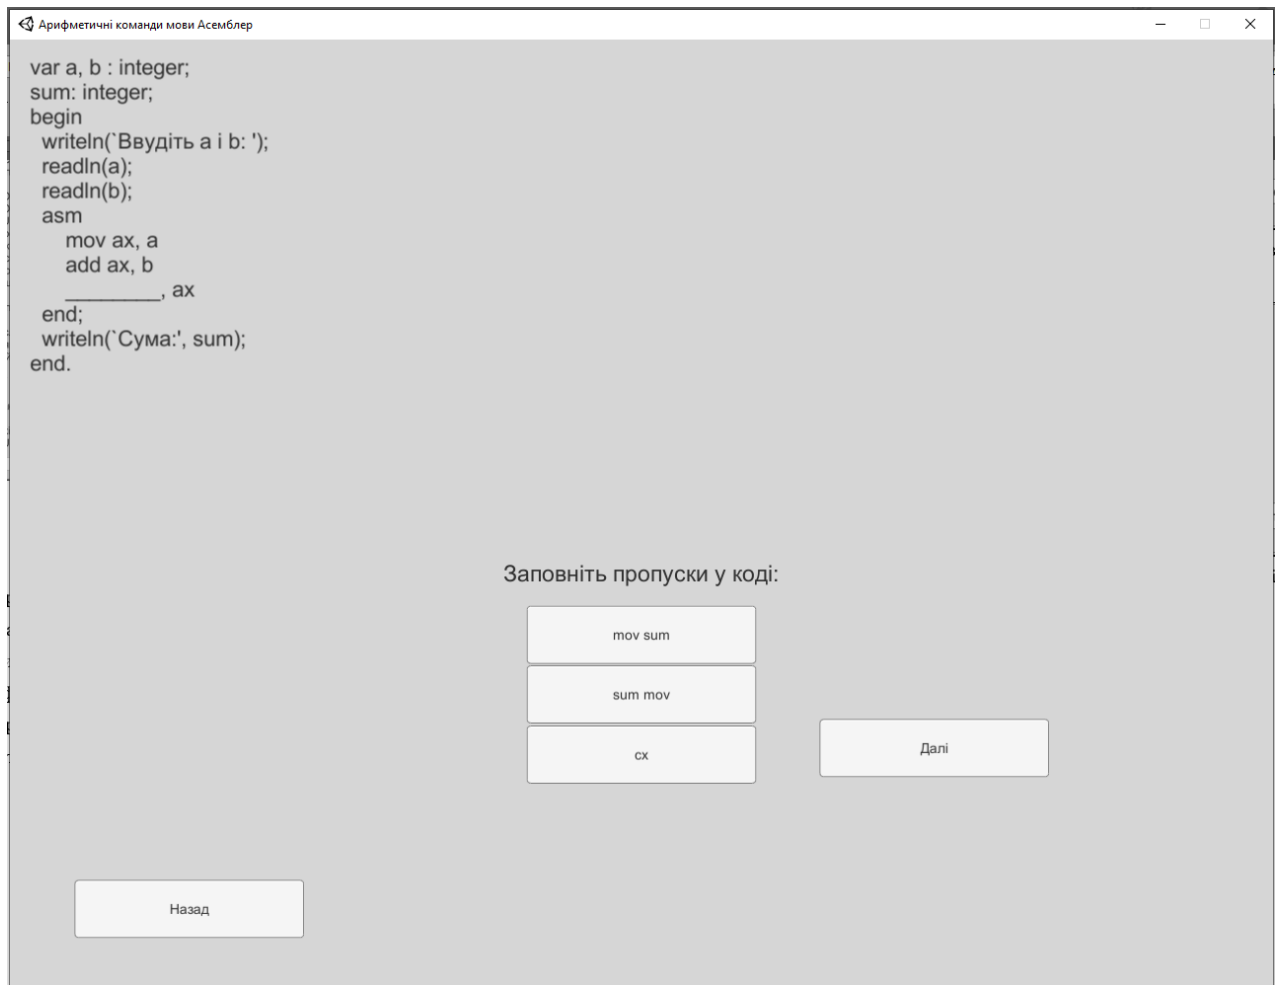 Арифметичні команди мови Асемблер
var a, b : integer;
sum: integer;
begin
writeln(`Ввудіть a і b: ');
readln(a);
readln(b);
asm
mov ax, a
add ax, b
________, ax
end;
writeln(`Сума:', sum);
end.
Заповніть пропуски у коді:
mov sum
sum mov
cx
Далі
Назад